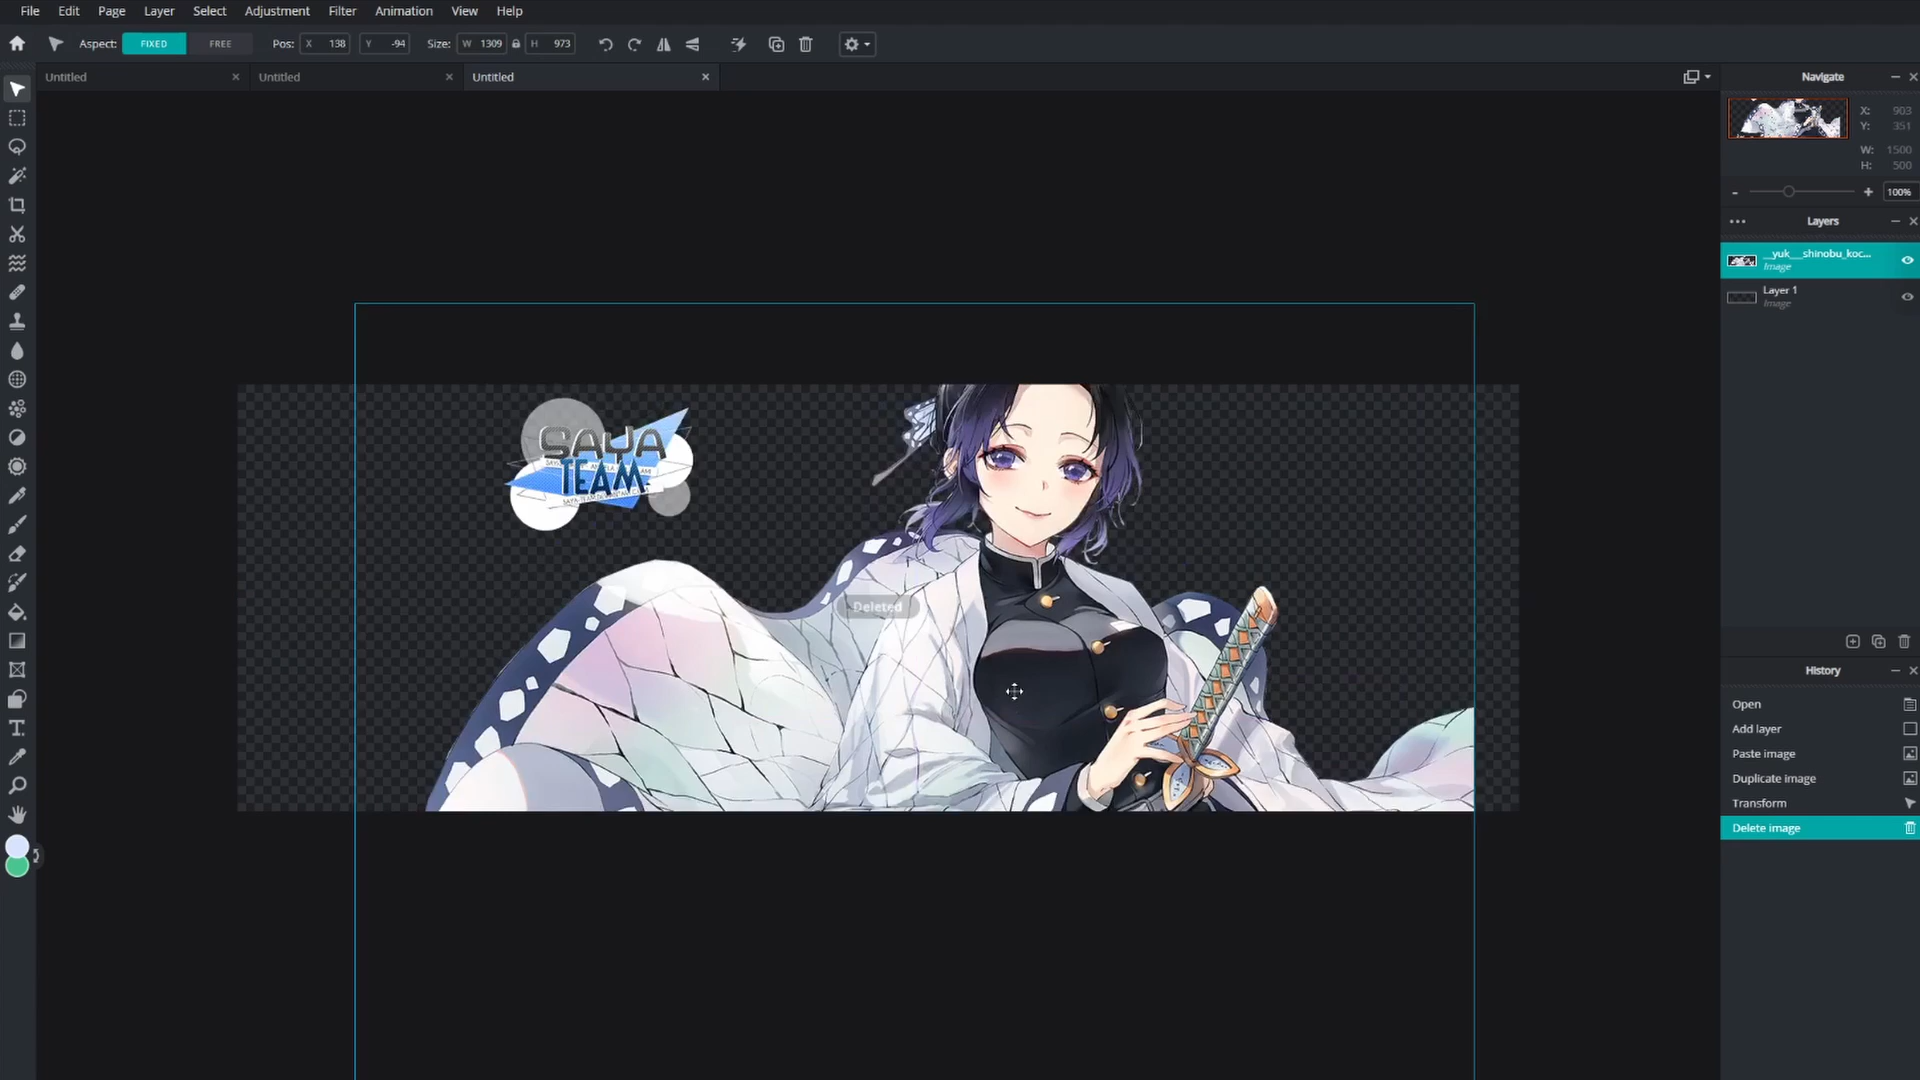 File Edit Page Layer Select Adjustment Filter Animation View Help
Aspect: FIXED FREE Pos: X 138 Y -94 Size: W 1309 H 973
Untitled Untitled Untitled
Navigate
X: 903
Y: 351
W: 1500
H: 500
100%
Layers
__yuk__shinobu_koc...
Image
Layer 1
Image
SAYA
TEAM
Deleted
History
Open
Add layer
Paste image
Duplicate image
Transform
Delete image